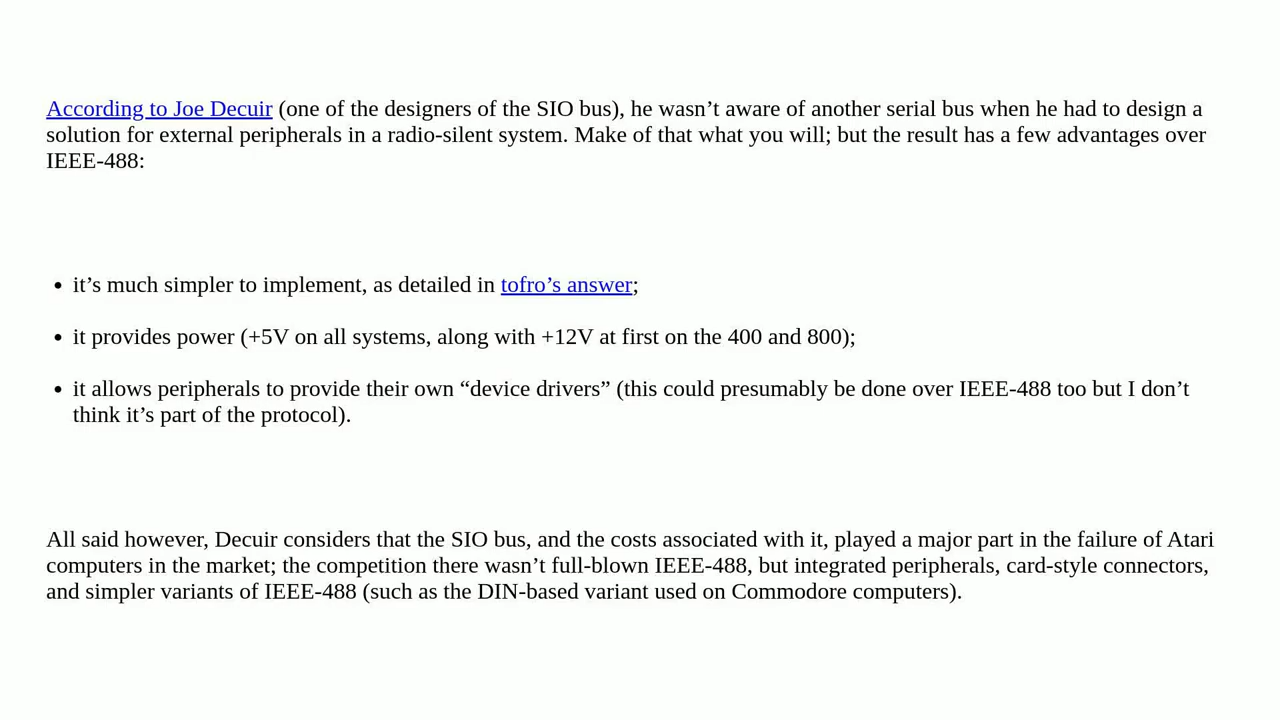 According to Joe Decuir (one of the designers of the SIO bus), he wasn’t aware of another serial bus when he had to design a
solution for external peripherals in a radio-silent system. Make of that what you will; but the result has a few advantages over
IEEE-488:
• it’s much simpler to implement, as detailed in tofro’s answer;
• it provides power (+5V on all systems, along with +12V at first on the 400 and 800);
• it allows peripherals to provide their own “device drivers” (this could presumably be done over IEEE-488 too but I don’t
think it’s part of the protocol).
All said however, Decuir considers that the SIO bus, and the costs associated with it, played a major part in the failure of Atari
computers in the market; the competition there wasn’t full-blown IEEE-488, but integrated peripherals, card-style connectors,
and simpler variants of IEEE-488 (such as the DIN-based variant used on Commodore computers).